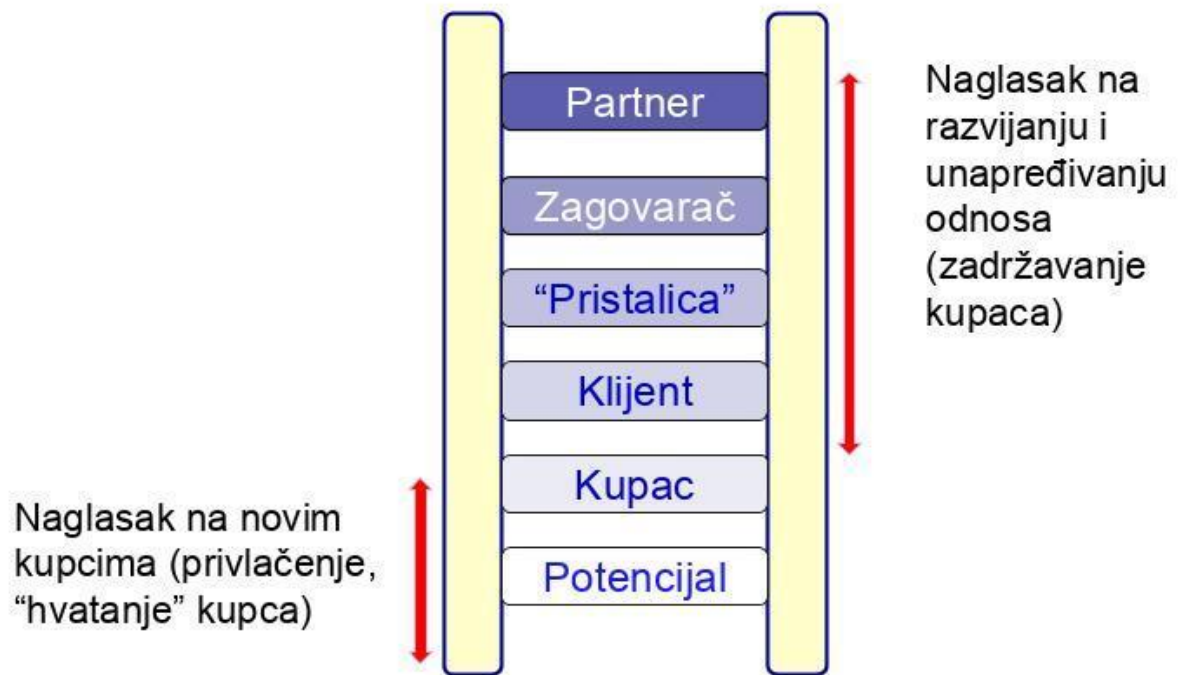 Partner
Zagovarač
“Pristalica”
Klijent
Kupac
Potencijal
Naglasak na
razvijanju i
unapređivanju
odnosa
(zadržavanje
kupaca)
Naglasak na novim
kupcima (privlačenje,
“hvatanje” kupca)